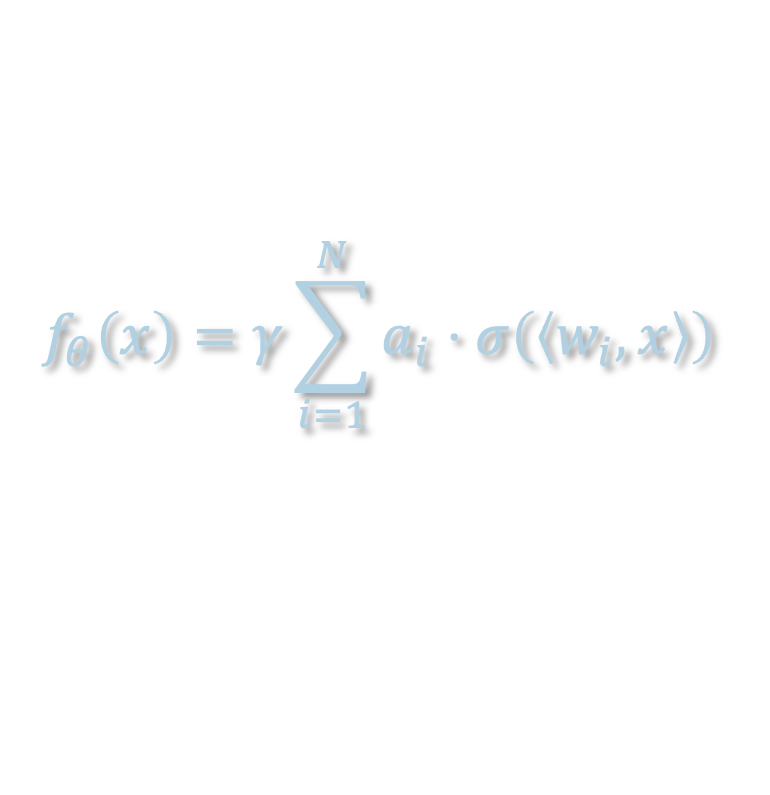 f_θ(x) = γ ∑_{i=1}^{N} a_i · σ(⟨w_i, x⟩)